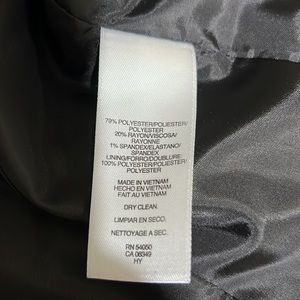 79% POLYESTER/POLIESTER/
POLYESTER
20% RAYON/VISCOSA/
RAYONNE
1% SPANDEX/ELASTANO/
SPANDEX
LINING/FORRO/DOUBLURE
100% POLYESTER/POLIESTER/
POLYESTER
MADE IN VIETNAM
HECHO EN VIETNAM
FAIT AU VIETNAM
DRY CLEAN.
LIMPIAR EN SECO.
NETTOYAGE A SEC.
RN 54050
CA 08349
HY